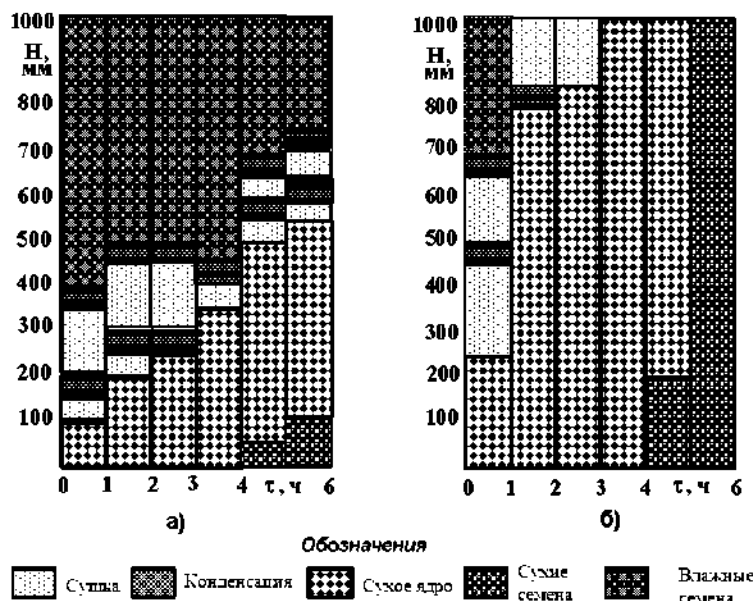 1000
Н,
мм
800
700
600
500
400
300
200
100
0 1 2 3 4 τ, ч 6
а)
1000
Н,
мм
800
700
600
500
400
300
200
100
0 1 2 3 4 τ, ч 6
б)
Обозначения
Сушка
Конденсация
Сухое ядро
Сухие
семена
Влажные
семена